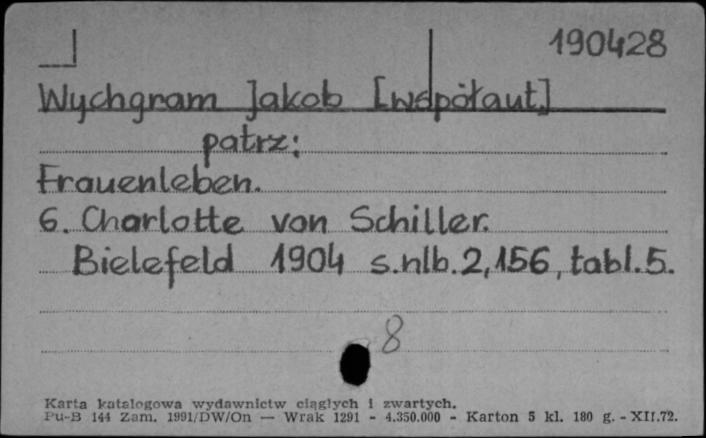 190428
Wychgram Jakob [współaut.]
patrz:
Frauenleben.
6. Charlotte von Schiller.
Bielefeld 1904 s.nlb.2,156, tabl.5.
8
Karta katalogowa wydawnictw ciągłych i zwartych.
Pu-B 144 Zam. 1991/DW/On — Wrak 1291 - 4.350.000 - Karton 5 kl. 180 g. - XII.72.